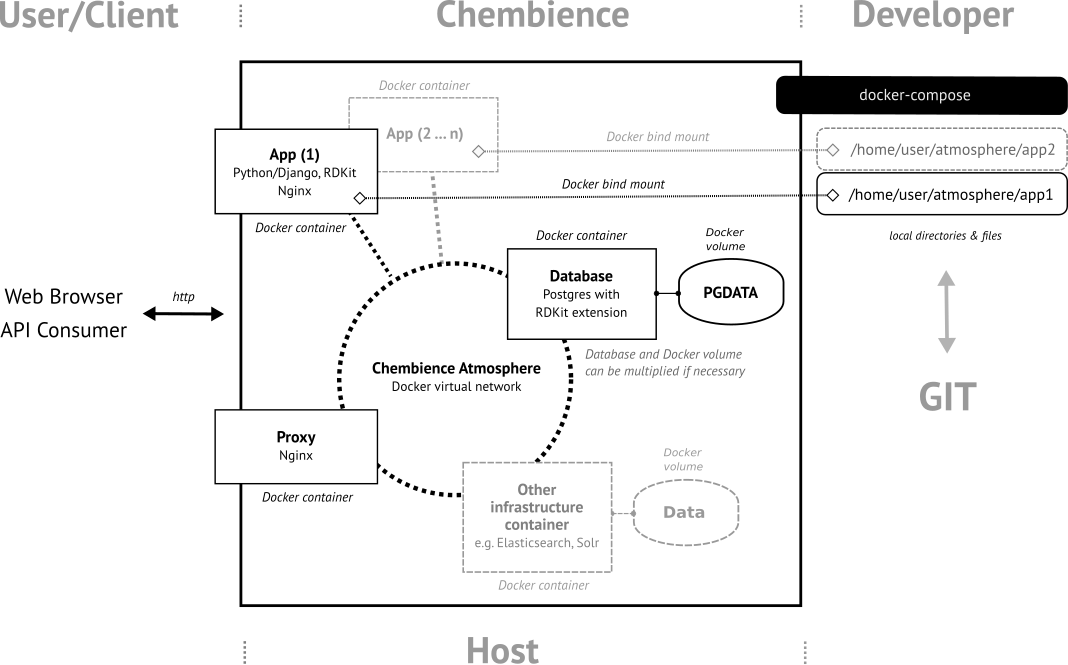 User/Client
Chembience
Developer
Docker container
docker-compose
App (2 ... n)
Docker bind mount
/home/user/atmosphere/app2
App (1)
Python/Django, RDKit
Nginx
Docker bind mount
/home/user/atmosphere/app1
Docker container
local directories & files
Docker container
Docker
volume
Database
Postgres with
RDKit extension
PGDATA
Web Browser
API Consumer
http
Database and Docker volume
can be multiplied if necessary
Chembience Atmosphere
Docker virtual network
GIT
Proxy
Nginx
Docker container
Docker
volume
Other
infrastructure
container
e.g. Elasticsearch, Solr
Data
Docker container
Host